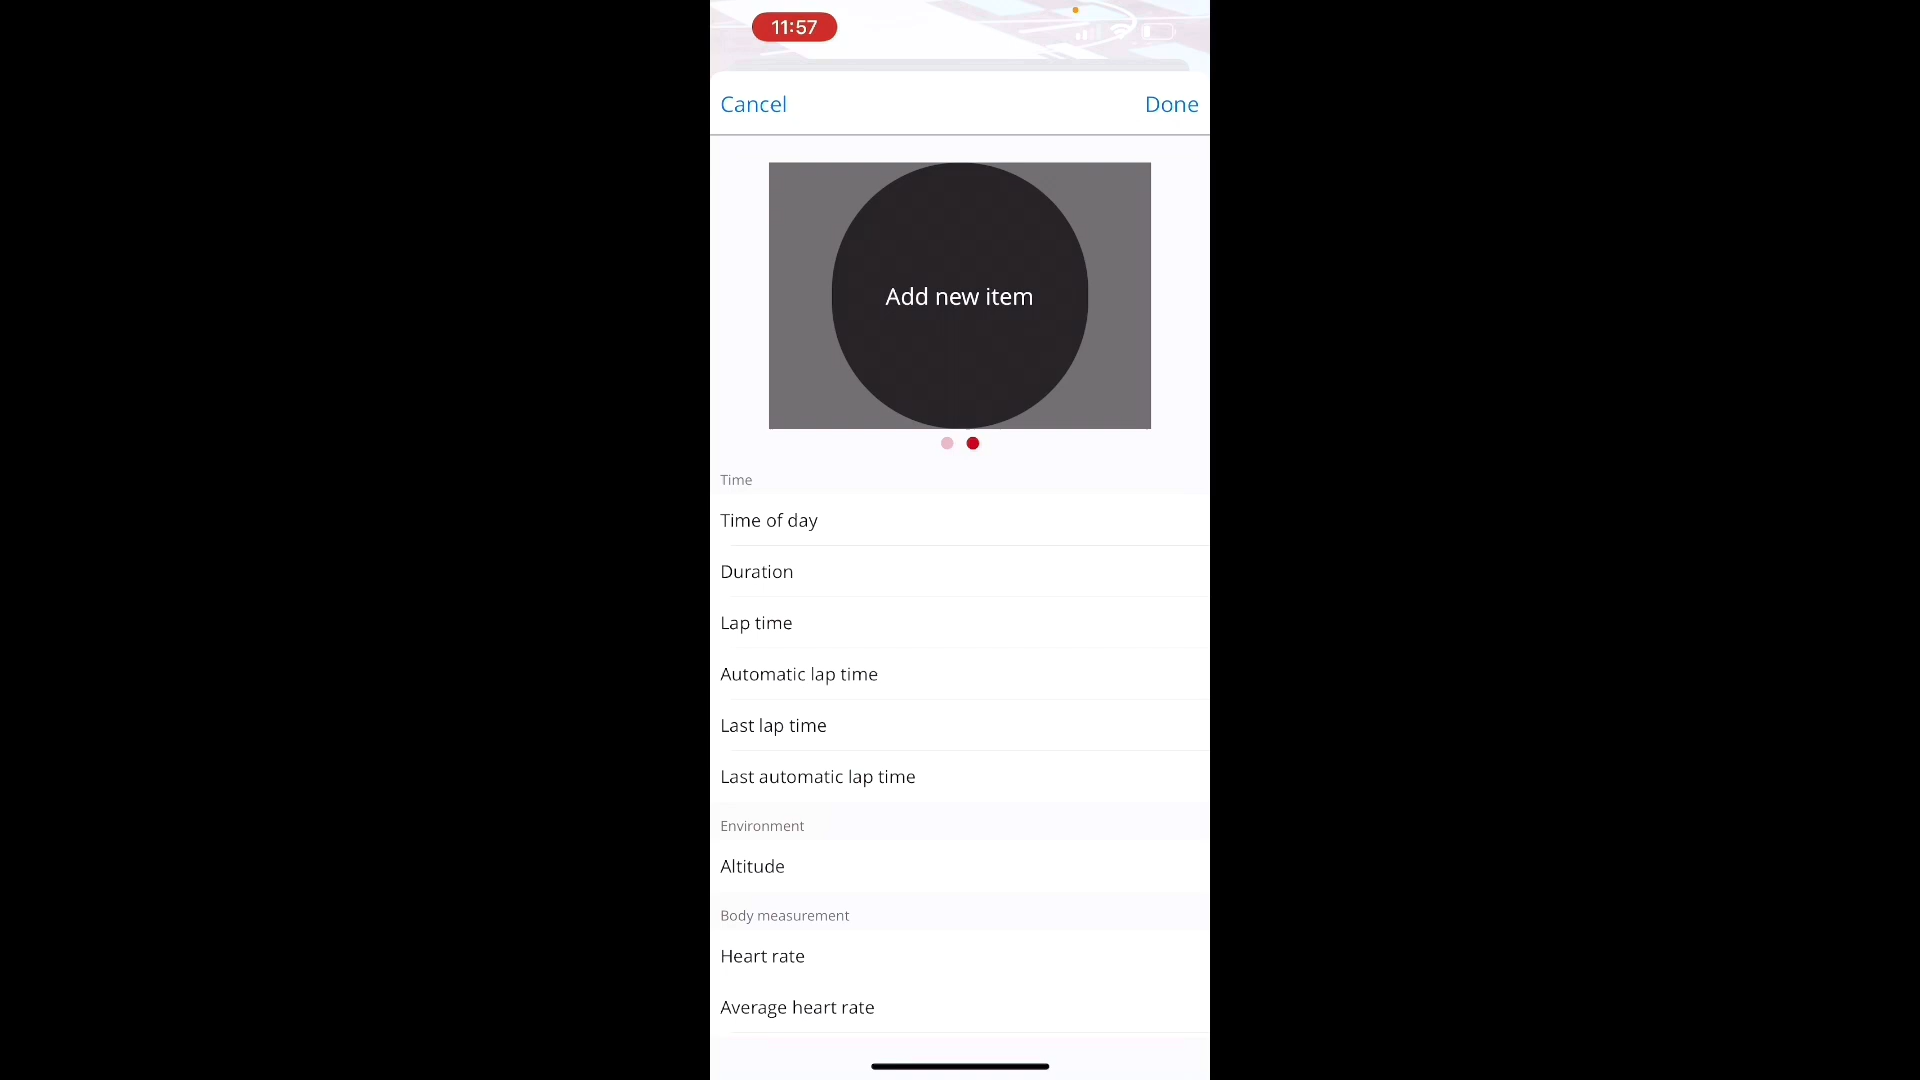 11:57
Cancel
Done
Add new item
Time
Time of day
Duration
Lap time
Automatic lap time
Last lap time
Last automatic lap time
Environment
Altitude
Body measurement
Heart rate
Average heart rate